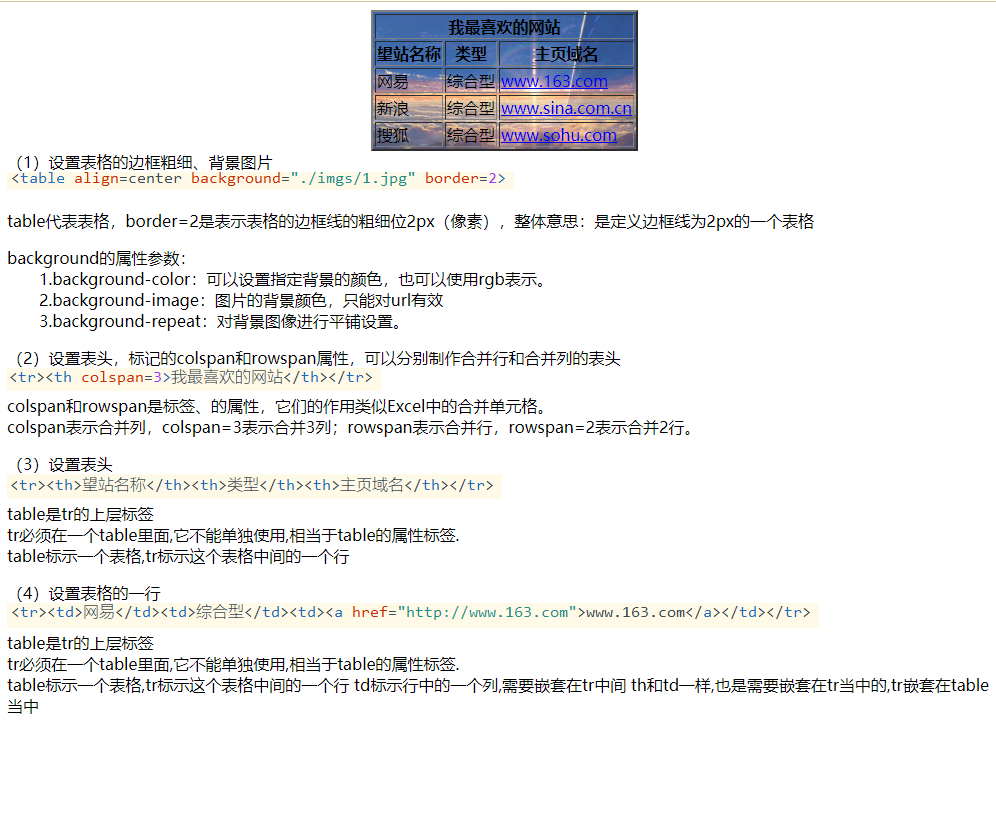 我最喜欢的网站
望站名称 类型 主页域名
网易 综合型 www.163.com
新浪 综合型 www.sina.com.cn
搜狐 综合型 www.sohu.com
（1）设置表格的边框粗细、背景图片
<table align=center background="./imgs/1.jpg" border=2>
table代表表格，border=2是表示表格的边框线的粗细位2px（像素），整体意思：是定义边框线为2px的一个表格
background的属性参数：
1.background-color：可以设置指定背景的颜色，也可以使用rgb表示。
2.background-image：图片的背景颜色，只能对url有效
3.background-repeat：对背景图像进行平铺设置。
（2）设置表头，标记的colspan和rowspan属性，可以分别制作合并行和合并列的表头
<tr><th colspan=3>我最喜欢的网站</th></tr>
colspan和rowspan是标签、的属性，它们的作用类似Excel中的合并单元格。
colspan表示合并列，colspan=3表示合并3列；rowspan表示合并行，rowspan=2表示合并2行。
（3）设置表头
<tr><th>望站名称</th><th>类型</th><th>主页域名</th></tr>
table是tr的上层标签
tr必须在一个table里面,它不能单独使用,相当于table的属性标签.
table标示一个表格,tr标示这个表格中间的一个行
（4）设置表格的一行
<tr><td>网易</td><td>综合型</td><td><a href="http://www.163.com">www.163.com</a></td></tr>
table是tr的上层标签
tr必须在一个table里面,它不能单独使用,相当于table的属性标签.
table标示一个表格,tr标示这个表格中间的一个行 td标示行中的一个列,需要嵌套在tr中间 th和td一样,也是需要嵌套在tr当中的,tr嵌套在table
当中